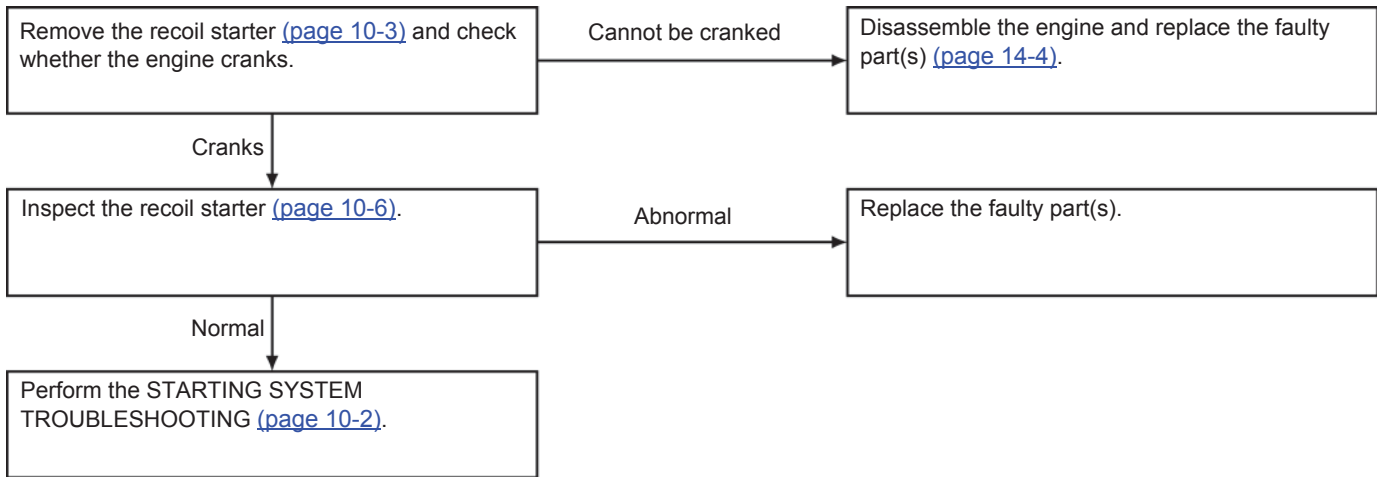 Remove the recoil starter (page 10-3) and check
whether the engine cranks.
Cannot be cranked
Disassemble the engine and replace the faulty
part(s) (page 14-4).
Cranks
Inspect the recoil starter (page 10-6).
Abnormal
Replace the faulty part(s).
Normal
Perform the STARTING SYSTEM
TROUBLESHOOTING (page 10-2).